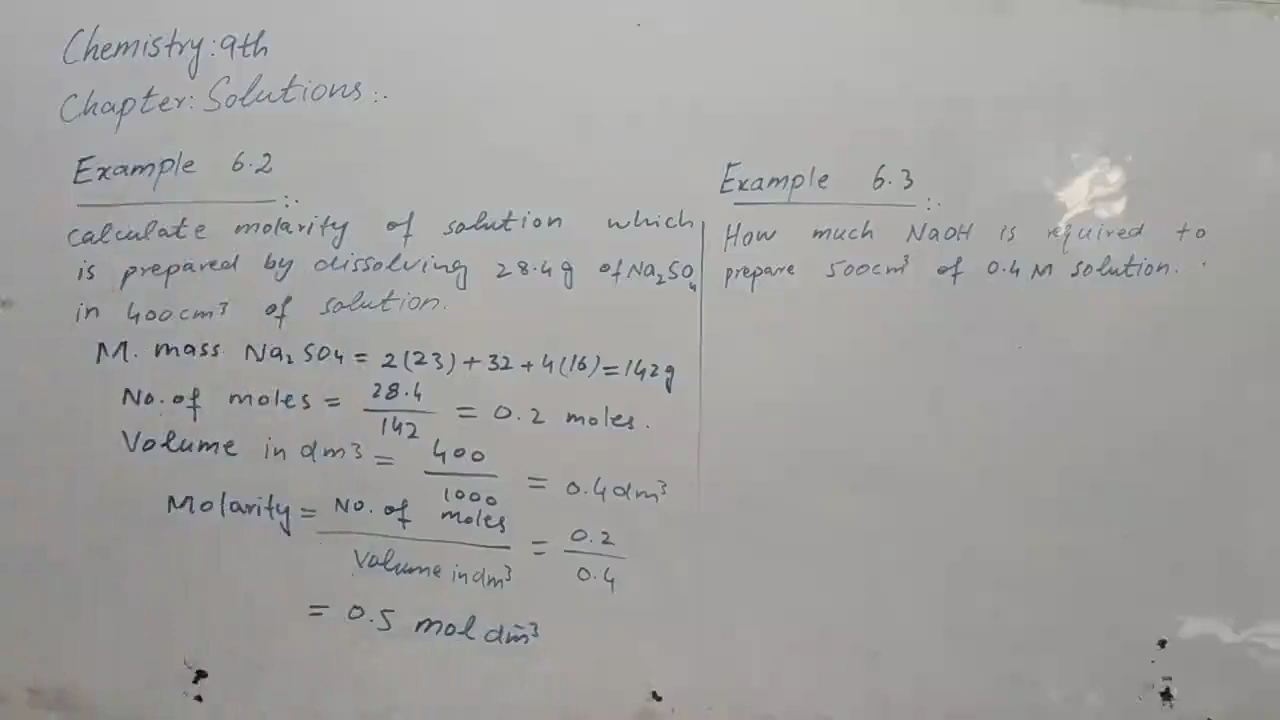 Chemistry: 9th
Chapter: Solutions :.
Example 6.2 :.
calculate molarity of solution which
is prepared by dissolving 28.4g of Na₂SO₄
in 400cm³ of solution.
M. mass Na₂SO₄ = 2(23) + 32 + 4(16) = 142g
No. of moles = 28.4 / 142 = 0.2 moles.
Volume in dm³ = 400 / 1000 = 0.4dm³
Molarity = No. of moles / Volume in dm³ = 0.2 / 0.4
= 0.5 mol dm⁻³
Example 6.3 :.
How much NaOH is required to
prepare 500cm³ of 0.4 M solution.